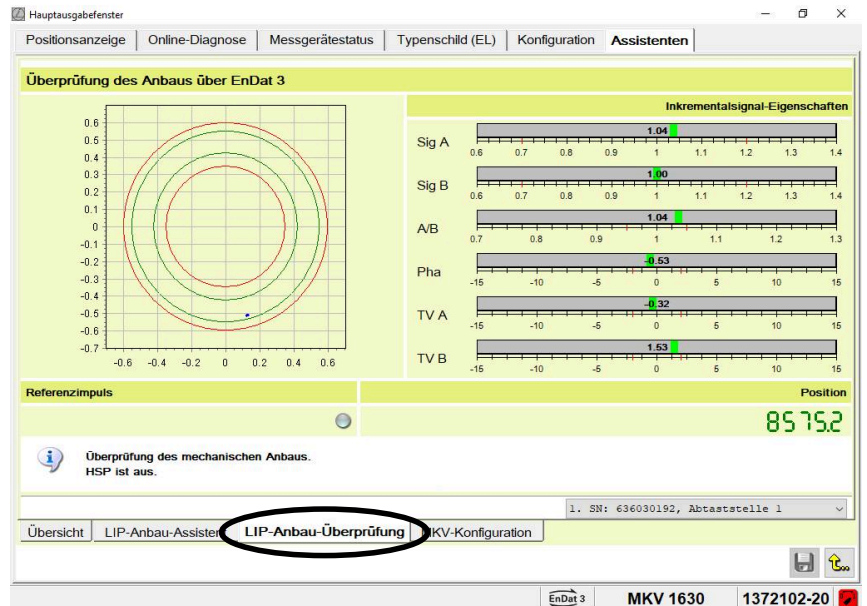 Hauptausgabefenster
Positionsanzeige Online-Diagnose Messgerätestatus Typenschild (EL) Konfiguration Assistenten
Überprüfung des Anbaus über EnDat 3
Inkrementalsignal-Eigenschaften
0.6
0.5
0.4
0.3
0.2
0.1
0
-0.1
-0.2
-0.3
-0.4
-0.5
-0.6
-0.7
-0.6 -0.4 -0.2 0 0.2 0.4 0.6
Sig A 1.04
0.6 0.7 0.8 0.9 1 1.1 1.2 1.3 1.4
Sig B 1.00
0.6 0.7 0.8 0.9 1 1.1 1.2 1.3 1.4
A/B 1.04
0.7 0.8 0.9 1 1.1 1.2 1.3
Pha -0.53
-15 -10 -5 0 5 10 15
TV A -0.32
-15 -10 -5 0 5 10 15
TV B 1.53
-15 -10 -5 0 5 10 15
Referenzimpuls Position
8575.2
Überprüfung des mechanischen Anbaus.
HSP ist aus.
1. SN: 636030192, Abtaststelle 1
Übersicht LIP-Anbau-Assistent LIP-Anbau-Überprüfung MKV-Konfiguration
EnDat 3 MKV 1630 1372102-20